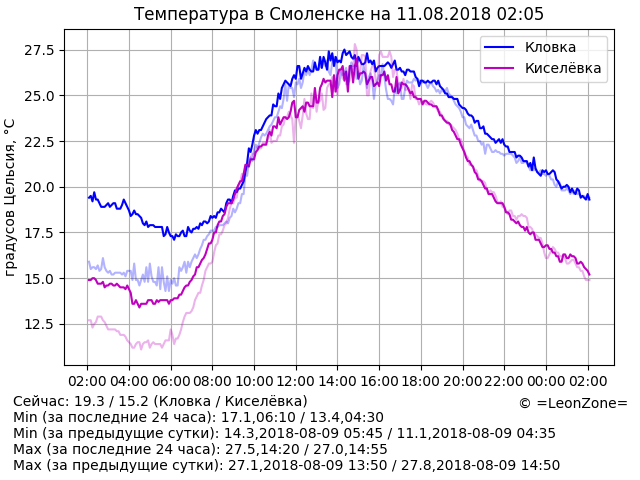 Температура в Смоленске на 11.08.2018 02:05
градусов Цельсия, °C
27.5
25.0
22.5
20.0
17.5
15.0
12.5
Кловка
Киселёвка
02:00 04:00 06:00 08:00 10:00 12:00 14:00 16:00 18:00 20:00 22:00 00:00 02:00
Сейчас: 19.3 / 15.2 (Кловка / Киселёвка)
© =LeonZone=
Min (за последние 24 часа): 17.1,06:10 / 13.4,04:30
Min (за предыдущие сутки): 14.3,2018-08-09 05:45 / 11.1,2018-08-09 04:35
Max (за последние 24 часа): 27.5,14:20 / 27.0,14:55
Max (за предыдущие сутки): 27.1,2018-08-09 13:50 / 27.8,2018-08-09 14:50